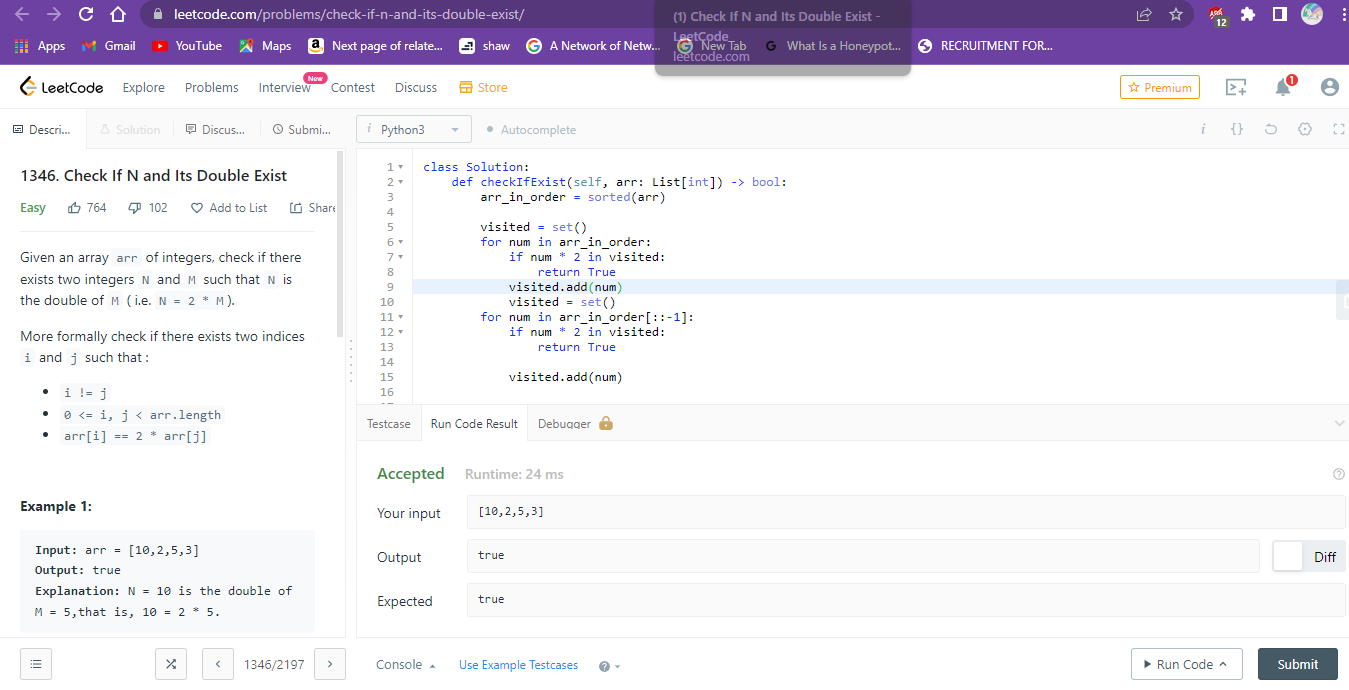 leetcode.com/problems/check-if-n-and-its-double-exist/
(1) Check If N and Its Double Exist -
LeetCode
leetcode.com
12
Apps
Gmail
YouTube
Maps
Next page of relate...
shaw
A Network of Netw...
New Tab
What Is a Honeypot...
RECRUITMENT FOR...
LeetCode
Explore
Problems
Interview
New
Contest
Discuss
Store
Premium
1
Descri...
Solution
Discus...
Submi...
i Python3
Autocomplete
1346. Check If N and Its Double Exist
Easy
764
102
Add to List
Share
Given an array arr of integers, check if there
exists two integers N and M such that N is
the double of M ( i.e. N = 2 * M ).
More formally check if there exists two indices
i and j such that :
i != j
0 <= i, j < arr.length
arr[i] == 2 * arr[j]
Example 1:
Input: arr = [10,2,5,3]
Output: true
Explanation: N = 10 is the double of
M = 5,that is, 10 = 2 * 5.
1 class Solution:
2 def checkIfExist(self, arr: List[int]) -> bool:
3 arr_in_order = sorted(arr)
4
5 visited = set()
6 for num in arr_in_order:
7 if num * 2 in visited:
8 return True
9 visited.add(num)
10 visited = set()
11 for num in arr_in_order[::-1]:
12 if num * 2 in visited:
13 return True
14
15 visited.add(num)
16
Testcase
Run Code Result
Debugger
Accepted
Runtime: 24 ms
Your input
[10,2,5,3]
Output
true
Diff
Expected
true
1346/2197
Console
Use Example Testcases
Run Code
Submit